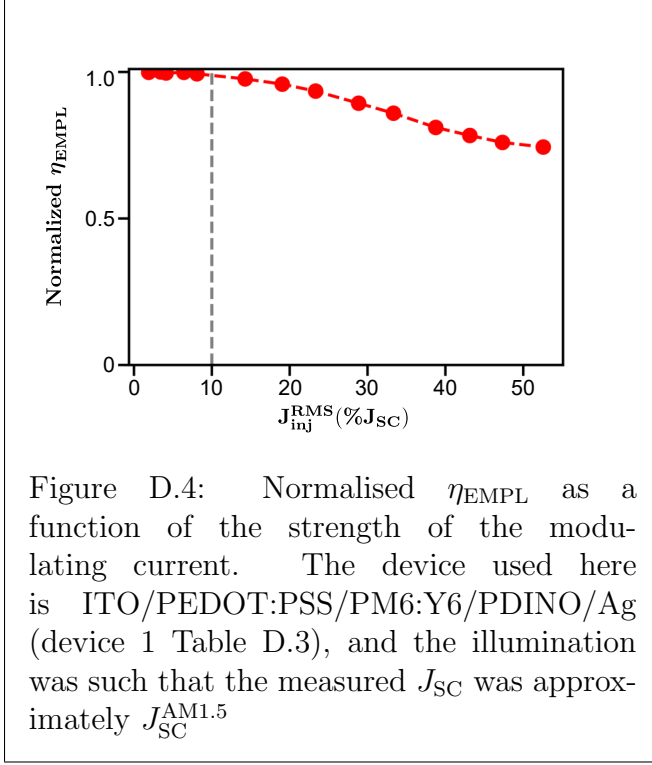 1.0
0.5
0
Normalized η_EMPL
0 10 20 30 40 50
J_inj^RMS(%J_SC)
Figure D.4: Normalised η_EMPL as a
function of the strength of the modu-
lating current. The device used here
is ITO/PEDOT:PSS/PM6:Y6/PDINO/Ag
(device 1 Table D.3), and the illumination
was such that the measured J_SC was approx-
imately J_SC^AM1.5